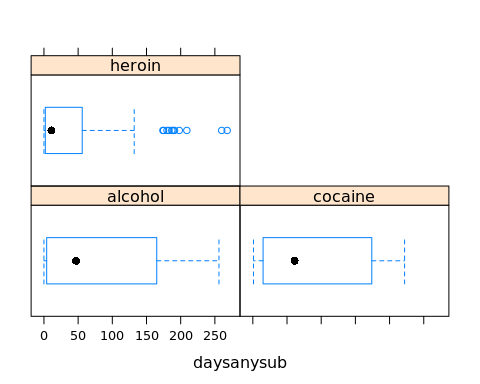 heroin
alcohol cocaine
0 50 100 150 200 250
daysanysub